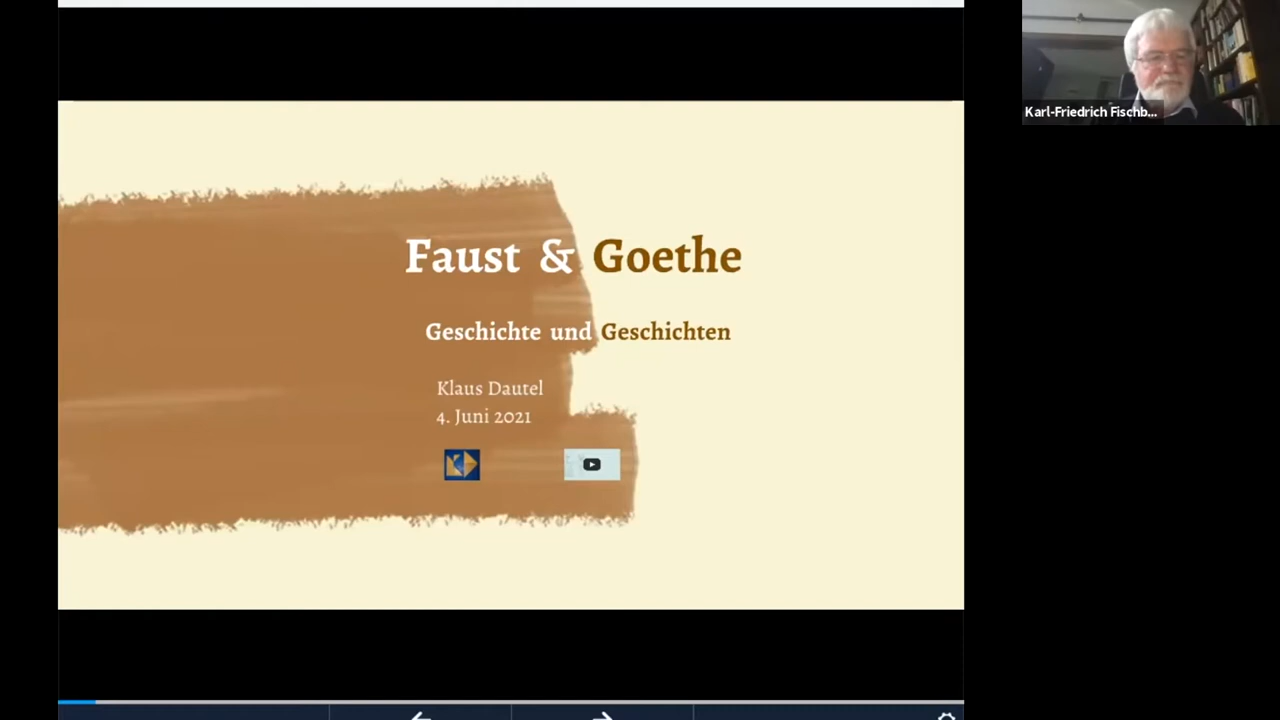 Faust & Goethe
Geschichte und Geschichten
Klaus Dautel
4. Juni 2021
Karl-Friedrich Fischb...